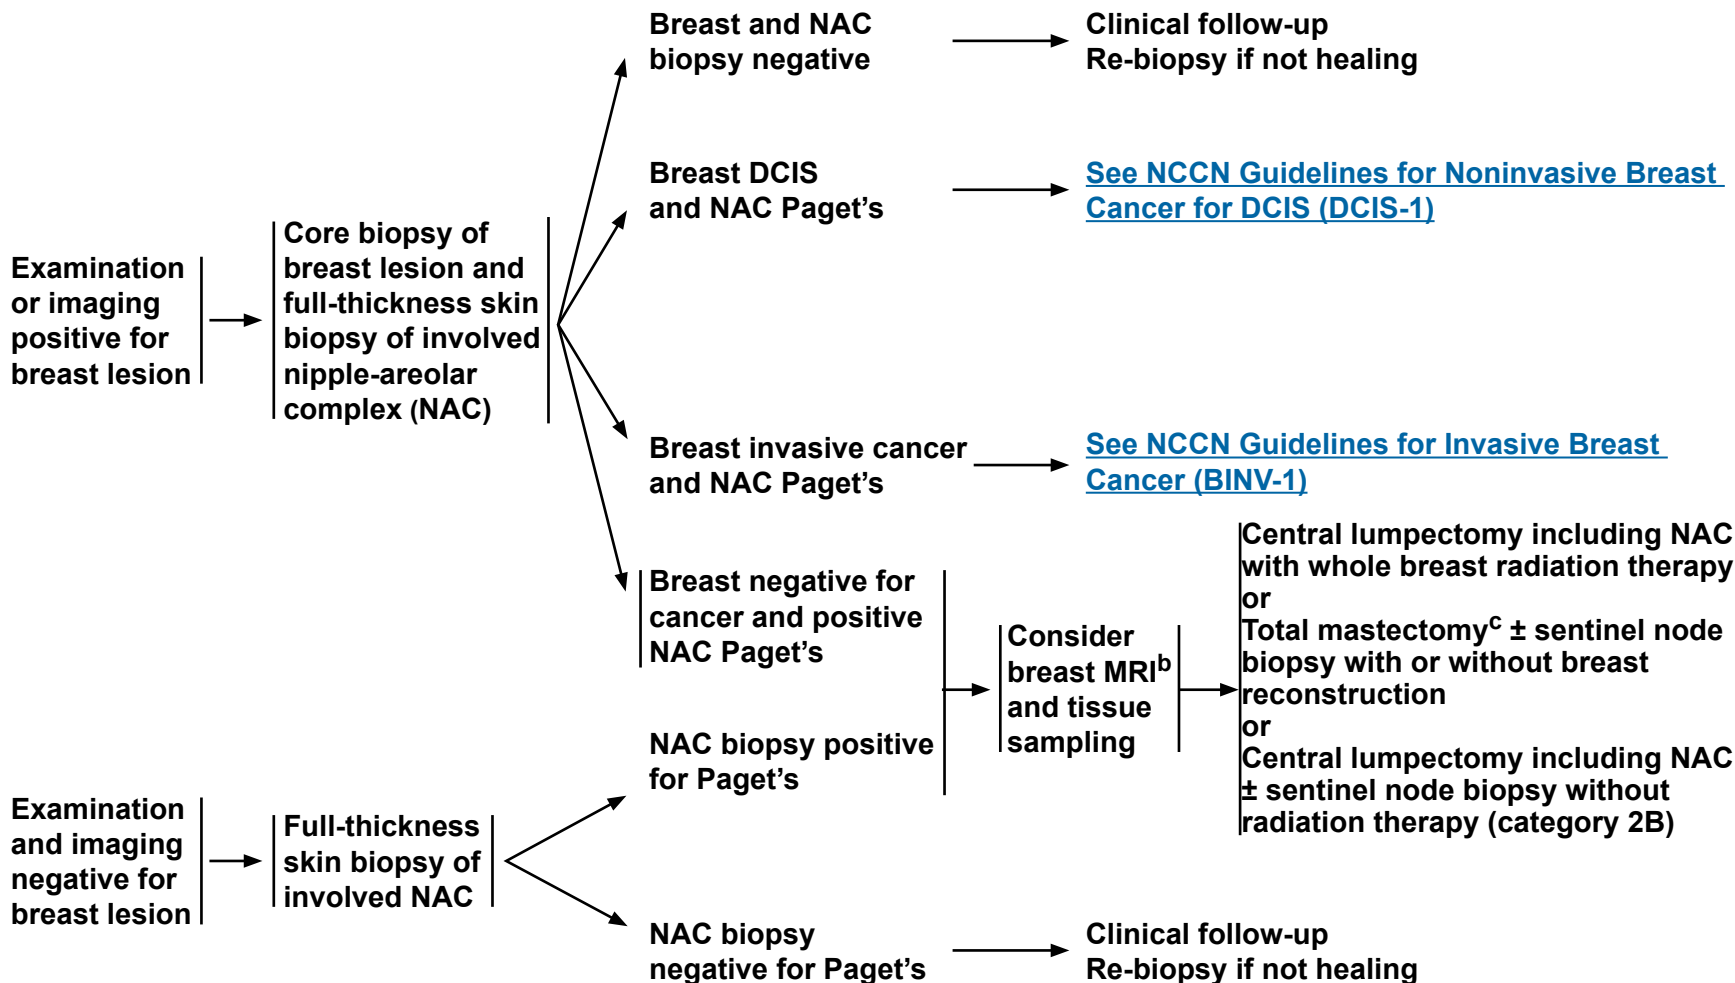 Examination
or imaging
positive for
breast lesion
Core biopsy of
breast lesion and
full-thickness skin
biopsy of involved
nipple-areolar
complex (NAC)
Breast and NAC
biopsy negative
Clinical follow-up
Re-biopsy if not healing
Breast DCIS
and NAC Paget’s
See NCCN Guidelines for Noninvasive Breast
Cancer for DCIS (DCIS-1)
Breast invasive cancer
and NAC Paget’s
See NCCN Guidelines for Invasive Breast
Cancer (BINV-1)
Breast negative for
cancer and positive
NAC Paget’s
Examination
and imaging
negative for
breast lesion
Full-thickness
skin biopsy of
involved NAC
NAC biopsy positive
for Paget’s
Consider
breast MRIᵇ
and tissue
sampling
Central lumpectomy including NAC
with whole breast radiation therapy
or
Total mastectomyᶜ ± sentinel node
biopsy with or without breast
reconstruction
or
Central lumpectomy including NAC
± sentinel node biopsy without
radiation therapy (category 2B)
NAC biopsy
negative for Paget’s
Clinical follow-up
Re-biopsy if not healing